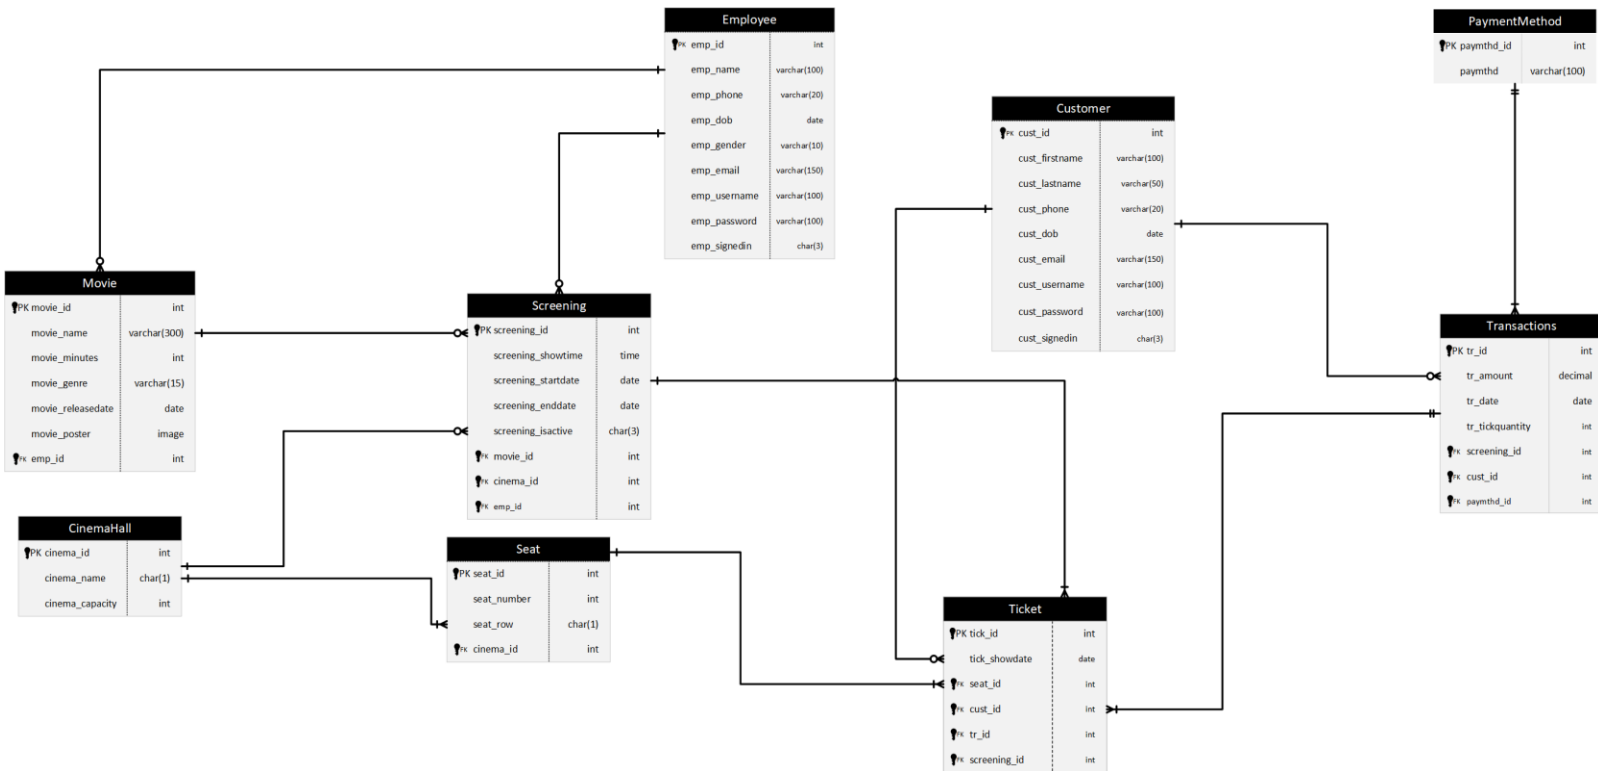 Employee
PK emp_id int
emp_name varchar(100)
emp_phone varchar(20)
emp_dob date
emp_gender varchar(10)
emp_email varchar(150)
emp_username varchar(100)
emp_password varchar(100)
emp_signedin char(3)
PaymentMethod
PK paymthd_id int
paymthd varchar(100)
Customer
PK cust_id int
cust_firstname varchar(100)
cust_lastname varchar(50)
cust_phone varchar(20)
cust_dob date
cust_email varchar(150)
cust_username varchar(100)
cust_password varchar(100)
cust_signedin char(3)
Movie
PK movie_id int
movie_name varchar(300)
movie_minutes int
movie_genre varchar(15)
movie_releasedate date
movie_poster image
FK emp_id int
Screening
PK screening_id int
screening_showtime time
screening_startdate date
screening_enddate date
screening_isactive char(3)
FK movie_id int
FK cinema_id int
FK emp_id int
Transactions
PK tr_id int
tr_amount decimal
tr_date date
tr_tickquantity int
FK screening_id int
FK cust_id int
FK paymthd_id int
CinemaHall
PK cinema_id int
cinema_name char(1)
cinema_capacity int
Seat
PK seat_id int
seat_number int
seat_row char(1)
FK cinema_id int
Ticket
PK tick_id int
tick_showdate date
FK seat_id int
FK cust_id int
FK tr_id int
FK screening_id int